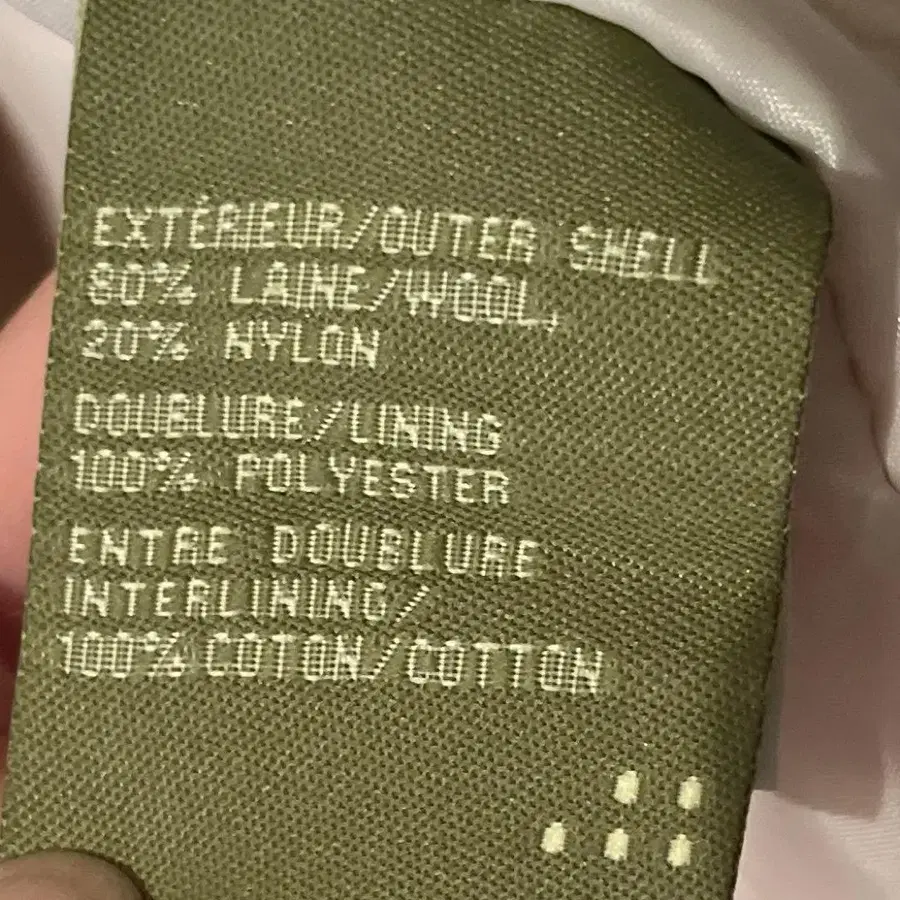 EXTÉRIEUR/OUTER SHELL
80% LAINE/WOOL,
20% NYLON
DOUBLURE/LINING
100% POLYESTER
ENTRE DOUBLURE
INTERLINING/
100% COTON/COTTON